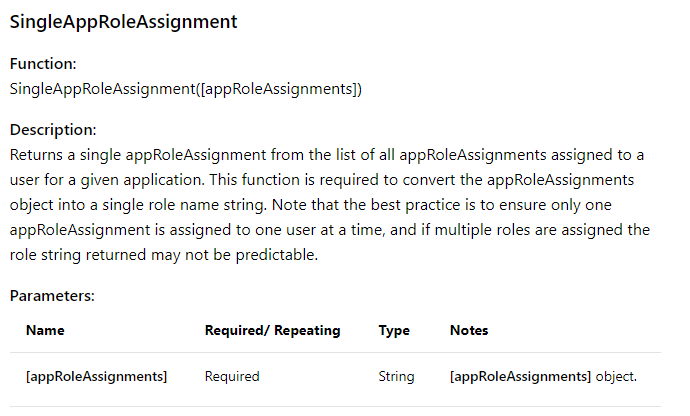 SingleAppRoleAssignment
Function:
SingleAppRoleAssignment([appRoleAssignments])
Description:
Returns a single appRoleAssignment from the list of all appRoleAssignments assigned to a
user for a given application. This function is required to convert the appRoleAssignments
object into a single role name string. Note that the best practice is to ensure only one
appRoleAssignment is assigned to one user at a time, and if multiple roles are assigned the
role string returned may not be predictable.
Parameters:
Name Required/ Repeating Type Notes
[appRoleAssignments] Required String [appRoleAssignments] object.